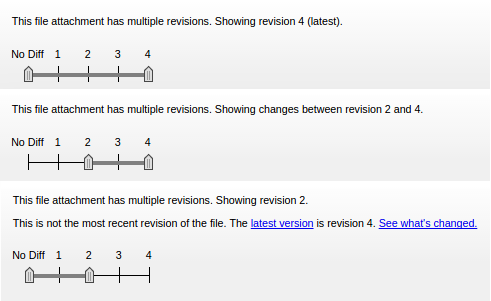 This file attachment has multiple revisions. Showing revision 4 (latest).
No Diff 1 2 3 4
This file attachment has multiple revisions. Showing changes between revision 2 and 4.
No Diff 1 2 3 4
This file attachment has multiple revisions. Showing revision 2.
This is not the most recent revision of the file. The latest version is revision 4. See what's changed.
No Diff 1 2 3 4